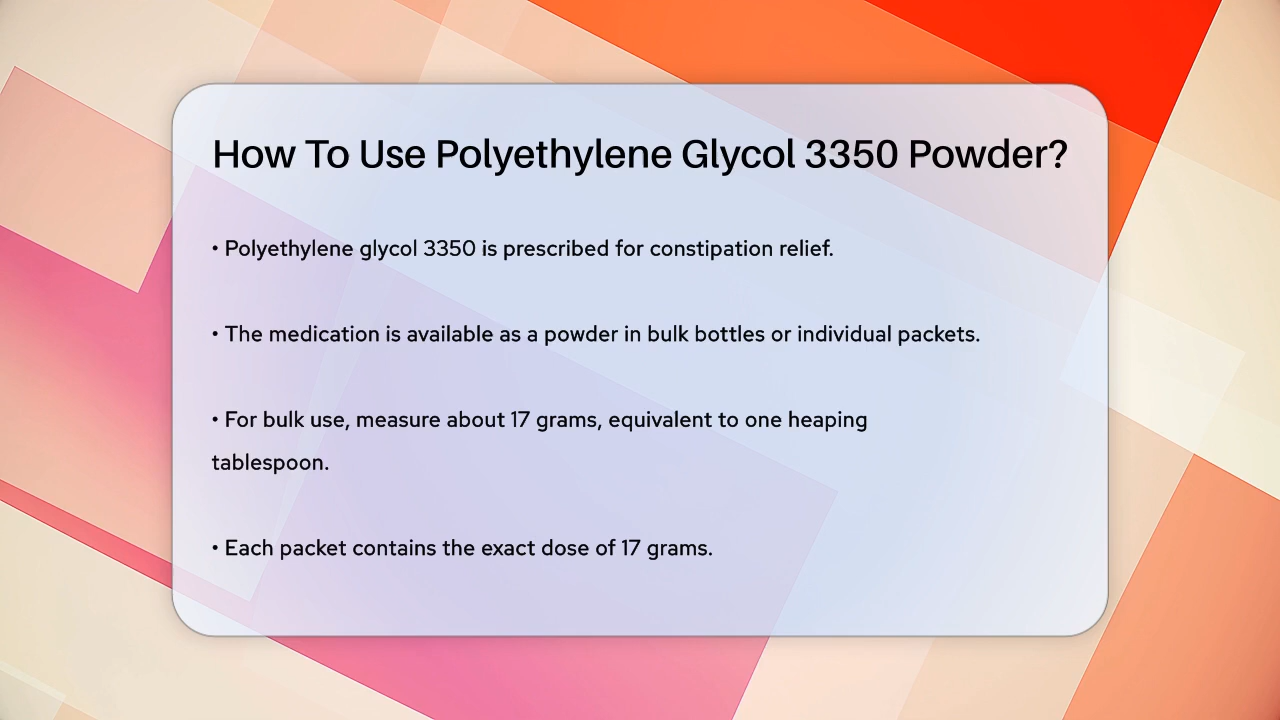 How To Use Polyethylene Glycol 3350 Powder?
• Polyethylene glycol 3350 is prescribed for constipation relief.
• The medication is available as a powder in bulk bottles or individual packets.
• For bulk use, measure about 17 grams, equivalent to one heaping
tablespoon.
• Each packet contains the exact dose of 17 grams.